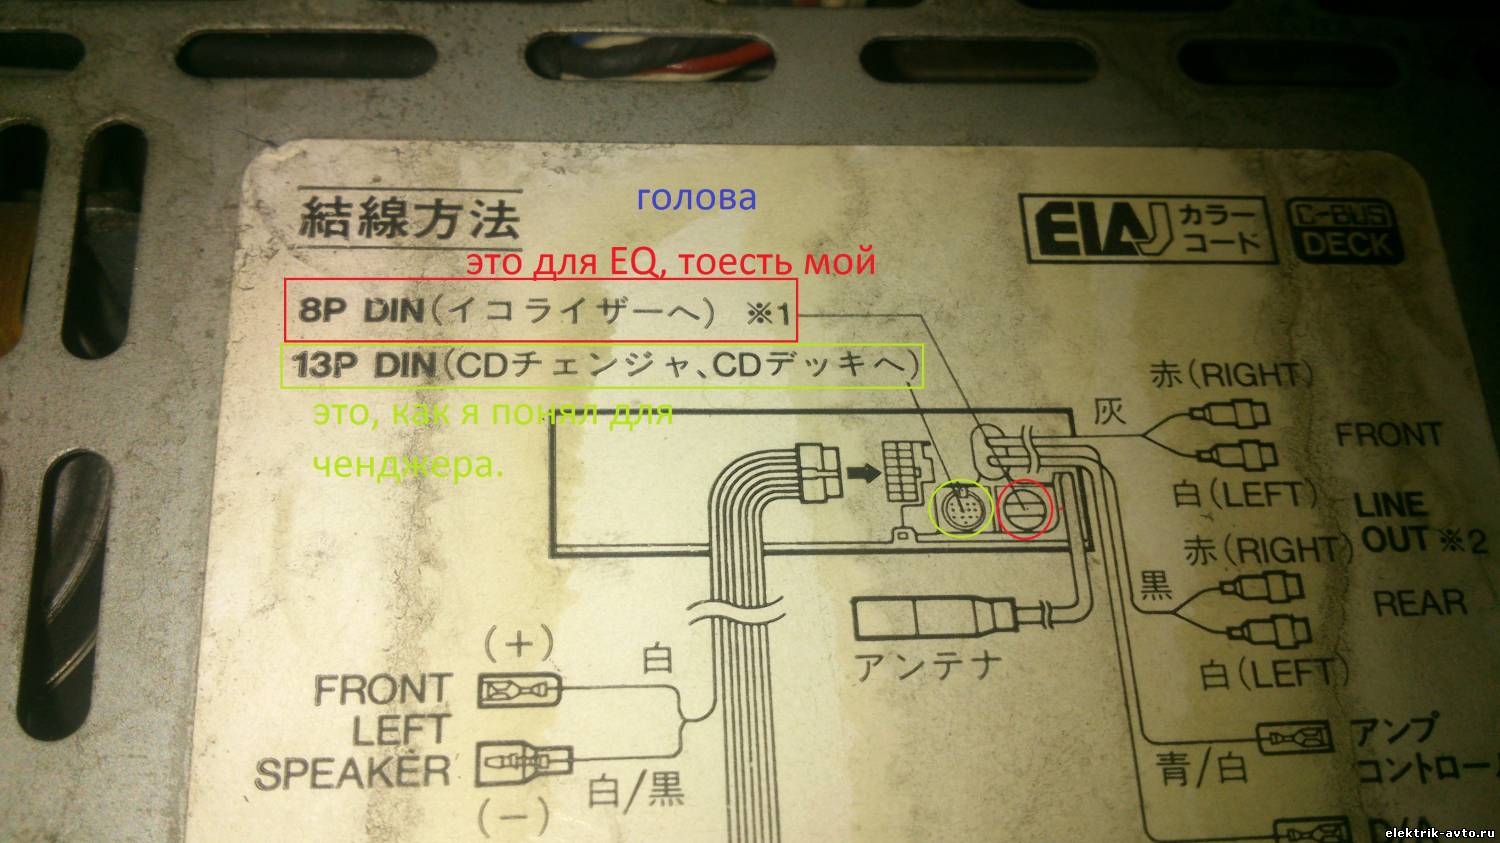 結線方法
голова
EIAJ カラー
コード
C-BUS
DECK
это для EQ, тоесть мой
8P DIN(イコライザーへ) ※1
13P DIN(CDチェンジャ、CDデッキへ)
это, как я понял для
ченджера.
赤(RIGHT)
灰
FRONT
白(LEFT)
LINE
OUT ※2
赤(RIGHT)
黒
REAR
白(LEFT)
アンテナ
(+)
白
FRONT
LEFT
SPEAKER
白/黒
(-)
アンプ
コントロー
青/白
D/A
elektrik-avto.ru